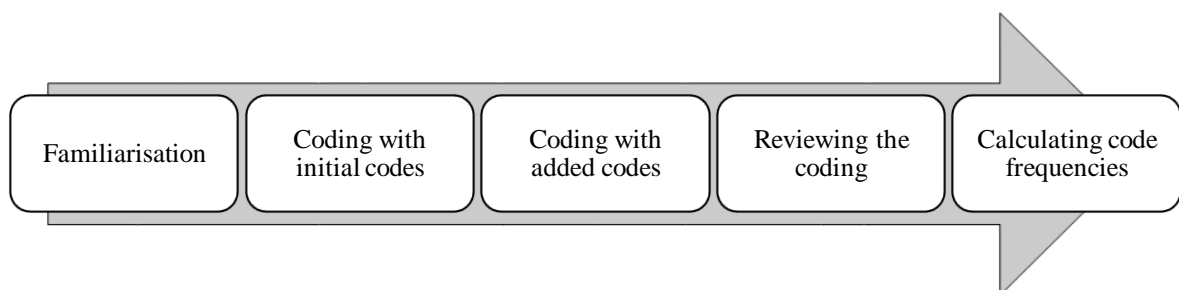 Familiarisation
Coding with
initial codes
Coding with
added codes
Reviewing the
coding
Calculating code
frequencies